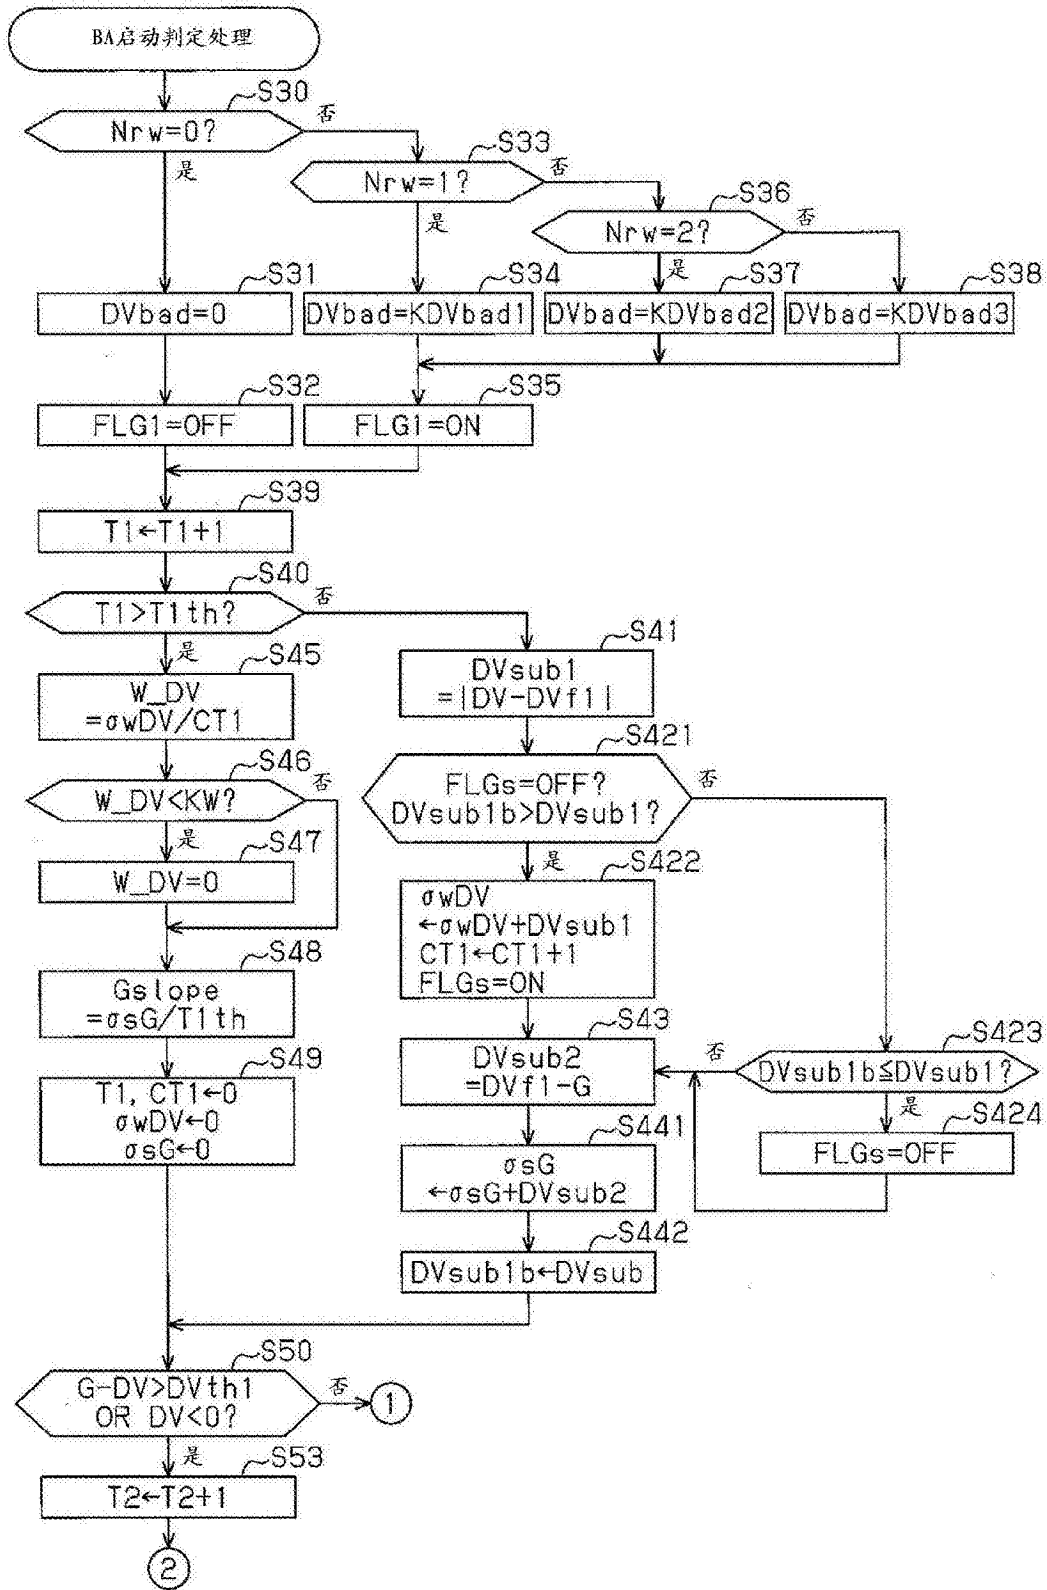 BA启动判定处理
S30
Nrw=0?
否
是
S33
Nrw=1?
否
是
S36
Nrw=2?
否
是
S31
DVbad=0
S34
DVbad=KDVbad1
S37
DVbad=KDVbad2
S38
DVbad=KDVbad3
S32
FLG1=OFF
S35
FLG1=ON
S39
T1←T1+1
S40
T1>T1th?
否
是
S41
DVsub1
=|DV-DVf1|
S45
W_DV
=σwDV/CT1
S421
FLGs=OFF?
DVsub1b>DVsub1?
否
是
S46
W_DV<KW?
否
是
S47
W_DV=0
S422
σwDV
←σwDV+DVsub1
CT1←CT1+1
FLGs=ON
S48
Gslope
=σsG/T1th
S43
DVsub2
=DVf1-G
S423
DVsub1b≦DVsub1?
否
是
S49
T1, CT1←0
σwDV←0
σsG←0
S424
FLGs=OFF
S441
σsG
←σsG+DVsub2
S442
DVsub1b←DVsub
S50
G-DV>DVth1
OR DV<0?
否
1
是
S53
T2←T2+1
2